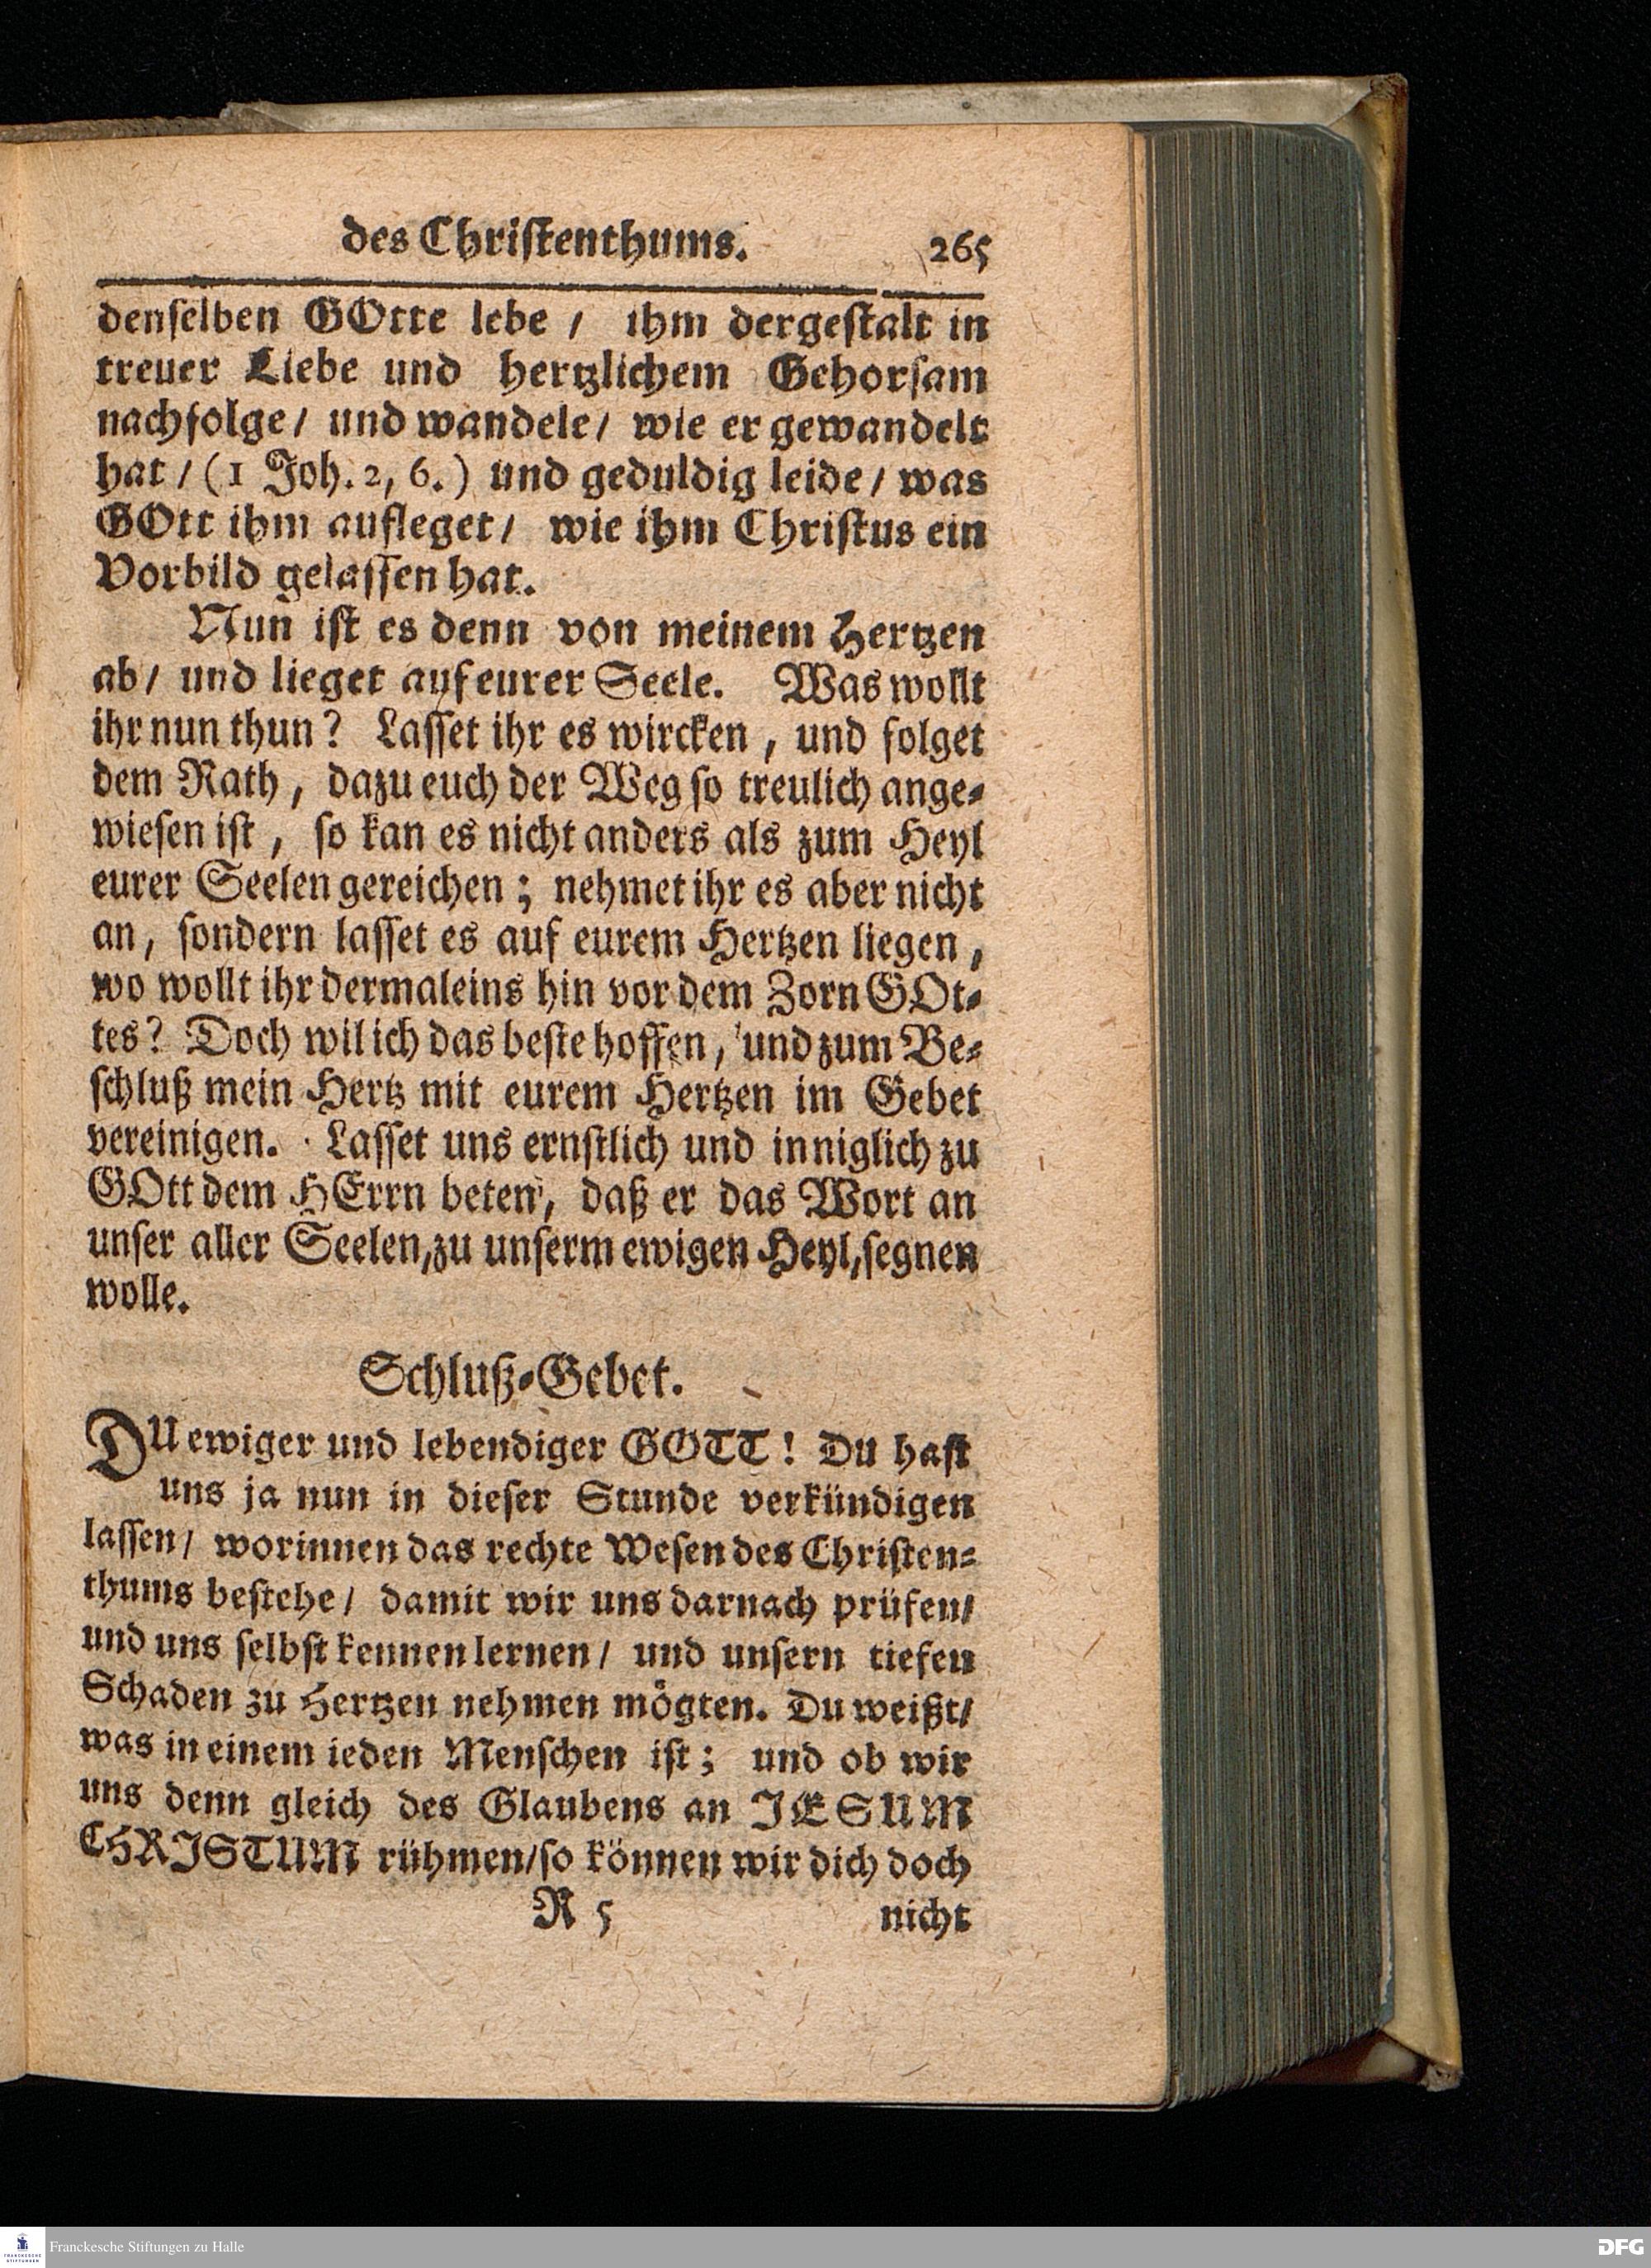 des Christenthums. 265
denselben GOtte lebe / ihm dergestalt in
treuer Liebe und hertzlichem Gehorsam
nachfolge / und wandele / wie er gewandelt
hat / (1 Joh. 2, 6.) und geduldig leide / was
GOtt ihm aufleget / wie ihm Christus ein
Vorbild gelassen hat.
Nun ist es denn von meinem Hertzen
ab / und lieget auf eurer Seele. Was wollt
ihr nun thun? Lasset ihr es wircken, und folget
dem Rath, dazu euch der Weg so treulich ange-
wiesen ist, so kan es nicht anders als zum Heyl
eurer Seelen gereichen; nehmet ihr es aber nicht
an, sondern lasset es auf eurem Hertzen liegen,
wo wollt ihr dermaleins hin vor dem Zorn GOt-
tes? Doch wil ich das beste hoffen, und zum Be-
schluß mein Hertz mit eurem Hertzen im Gebet
vereinigen. Lasset uns ernstlich und inniglich zu
GOtt dem HErrn beten, daß er das Wort an
unser aller Seelen, zu unserm ewigen Heyl, segnen
wolle.
Schluß-Gebet.
DU ewiger und lebendiger GOTT! Du hast
uns ja nun in dieser Stunde verkündigen
lassen / worinnen das rechte Wesen des Christen-
thums bestehe / damit wir uns darnach prüfen /
und uns selbst kennen lernen / und unsern tiefen
Schaden zu Hertzen nehmen mögten. Du weißt /
was in einem ieden Menschen ist; und ob wir
uns denn gleich des Glaubens an JESUM
CHRISTUM rühmen / so können wir dich doch
R 5 nicht
FRANCKESCHE STIFTUNGEN
Franckesche Stiftungen zu Halle
DFG